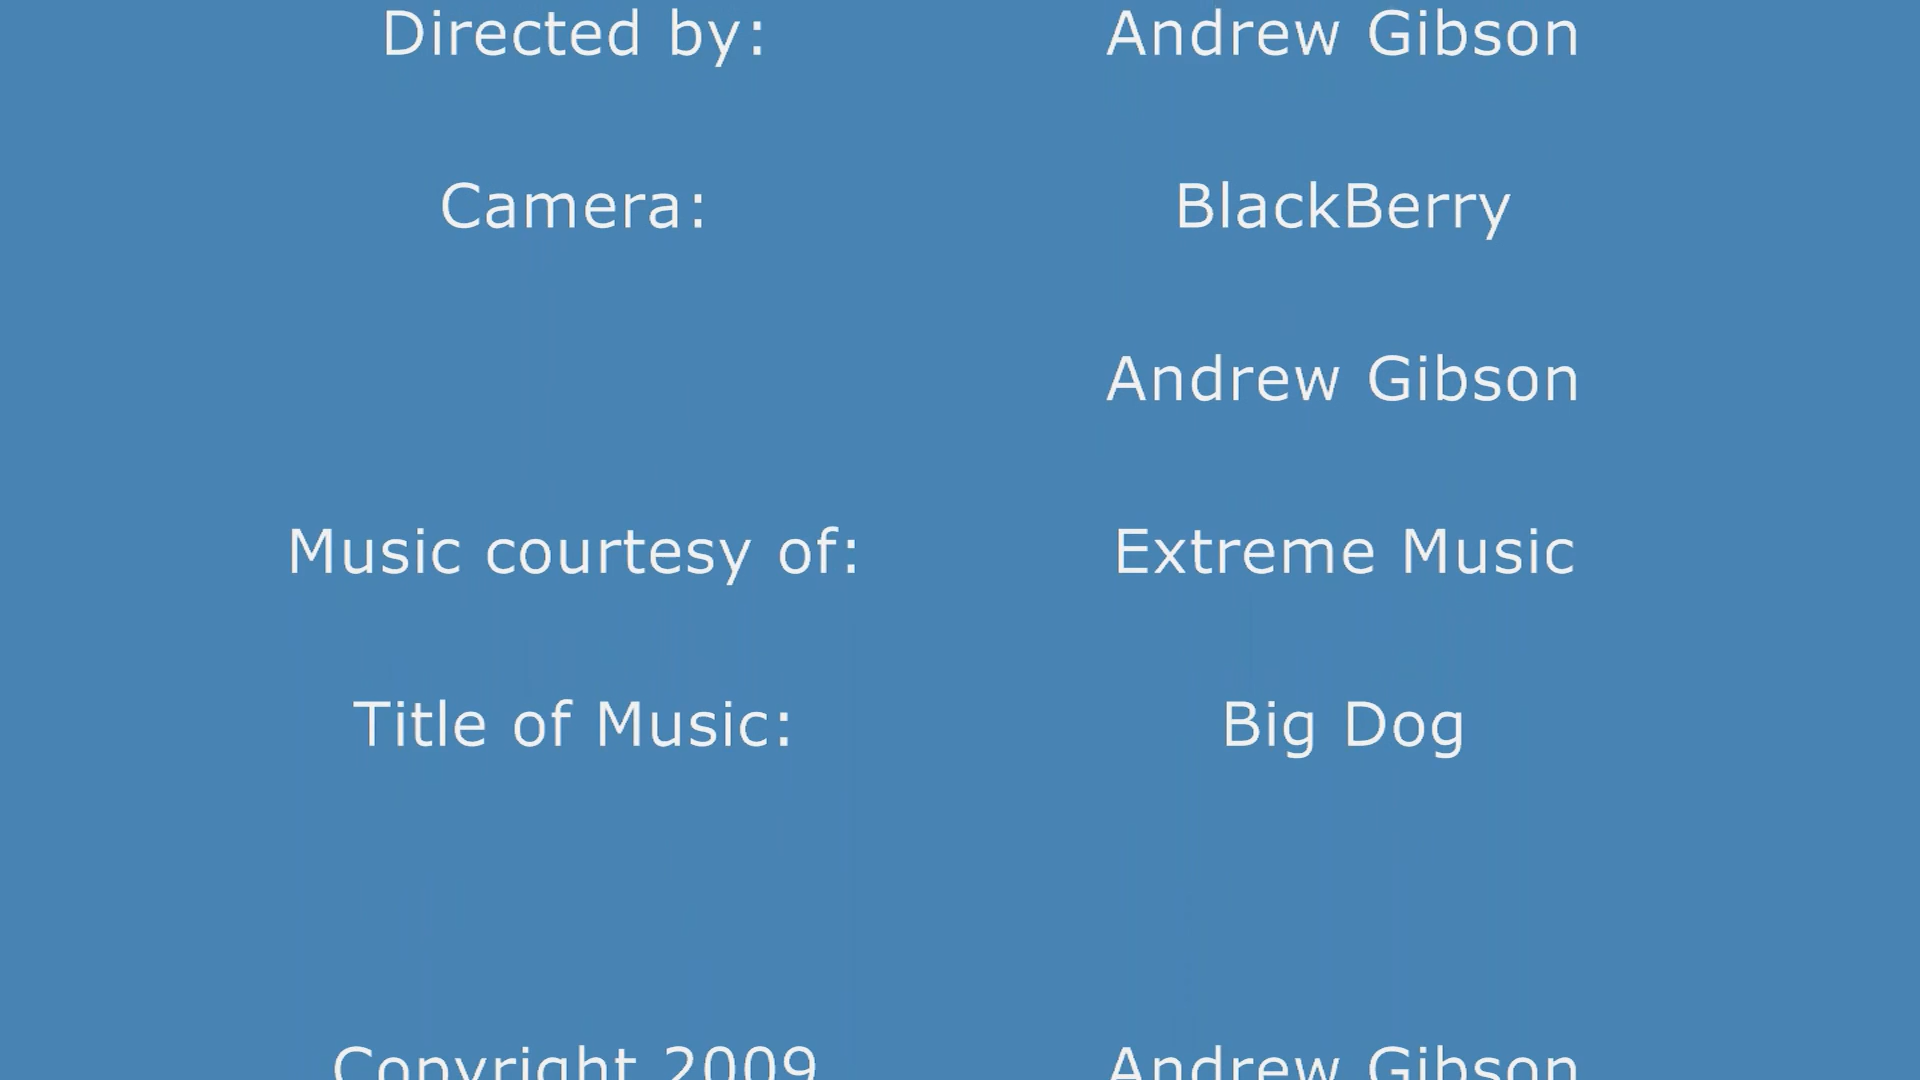 Directed by: Andrew Gibson
Camera: BlackBerry
Andrew Gibson
Music courtesy of: Extreme Music
Title of Music: Big Dog
Copyright 2009 Andrew Gibson